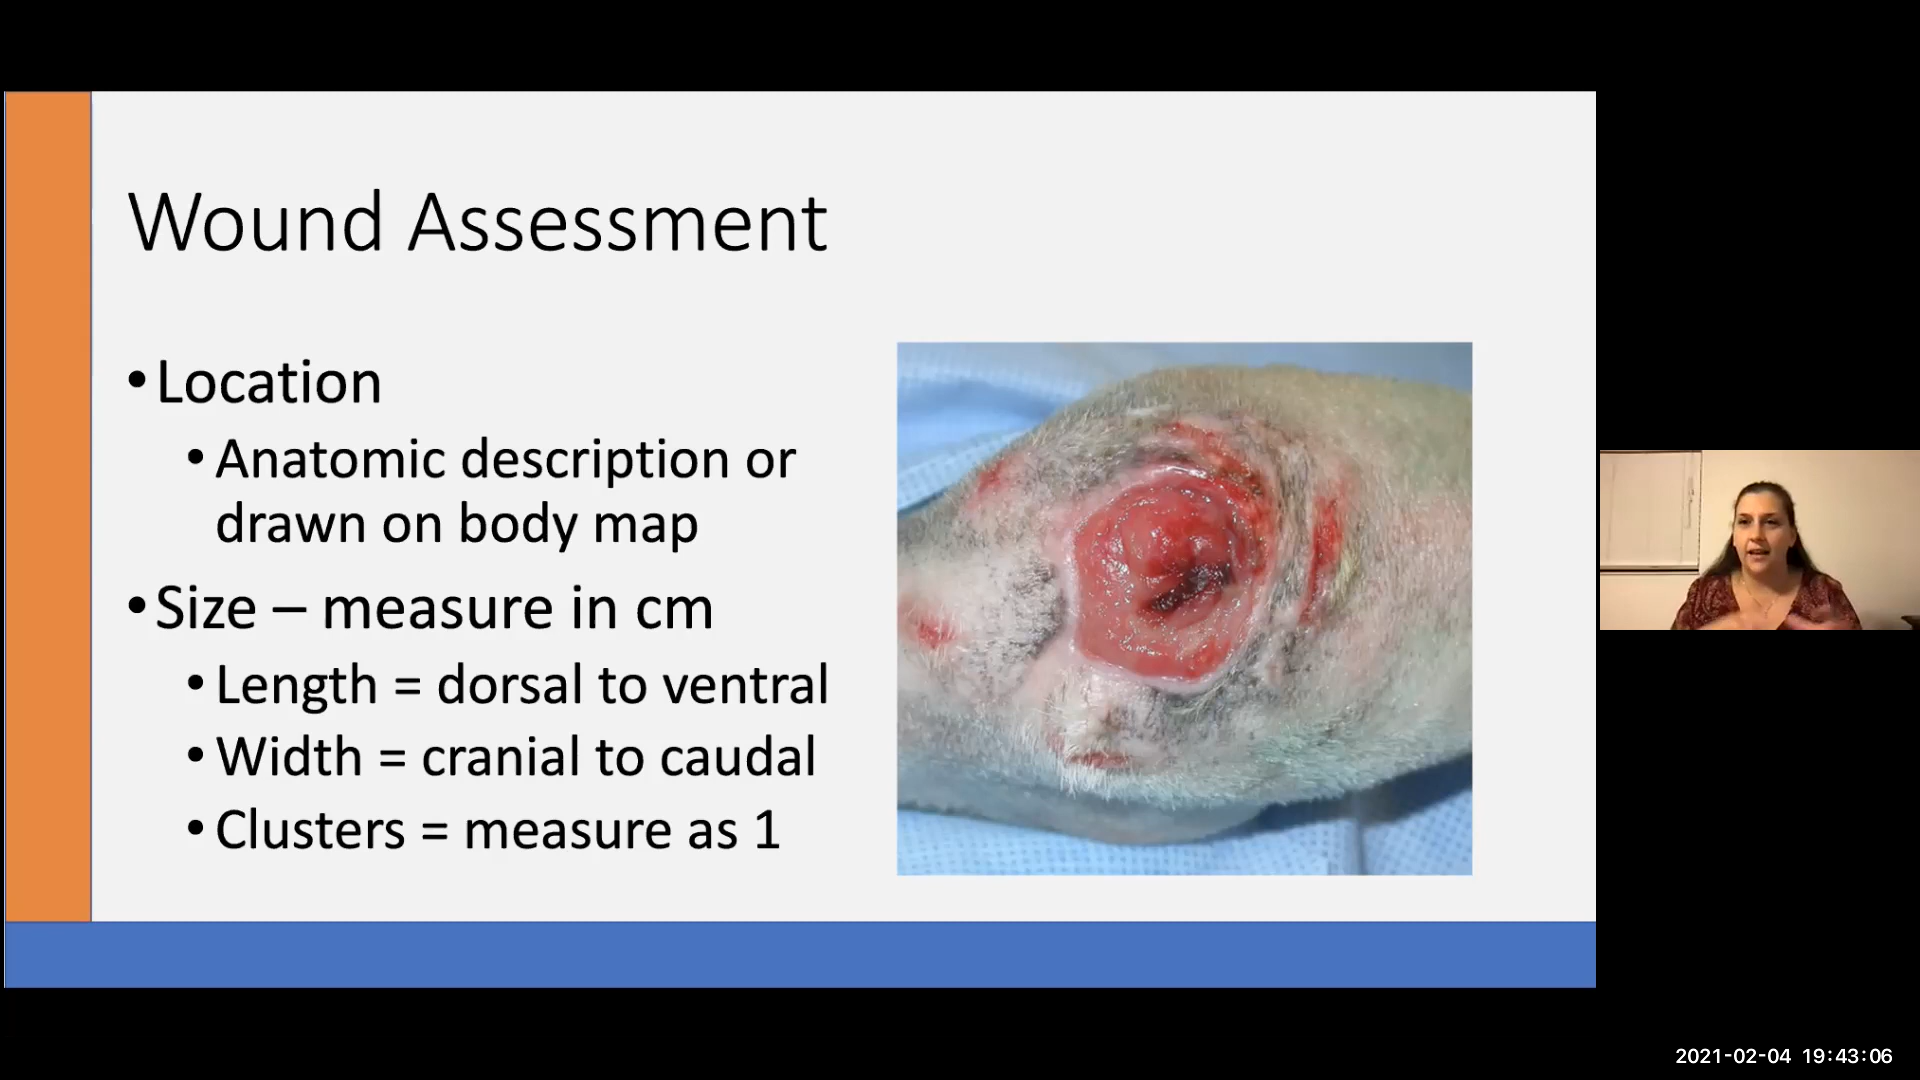 Wound Assessment
• Location
• Anatomic description or
drawn on body map
• Size – measure in cm
• Length = dorsal to ventral
• Width = cranial to caudal
• Clusters = measure as 1
2021-02-04 19:43:06